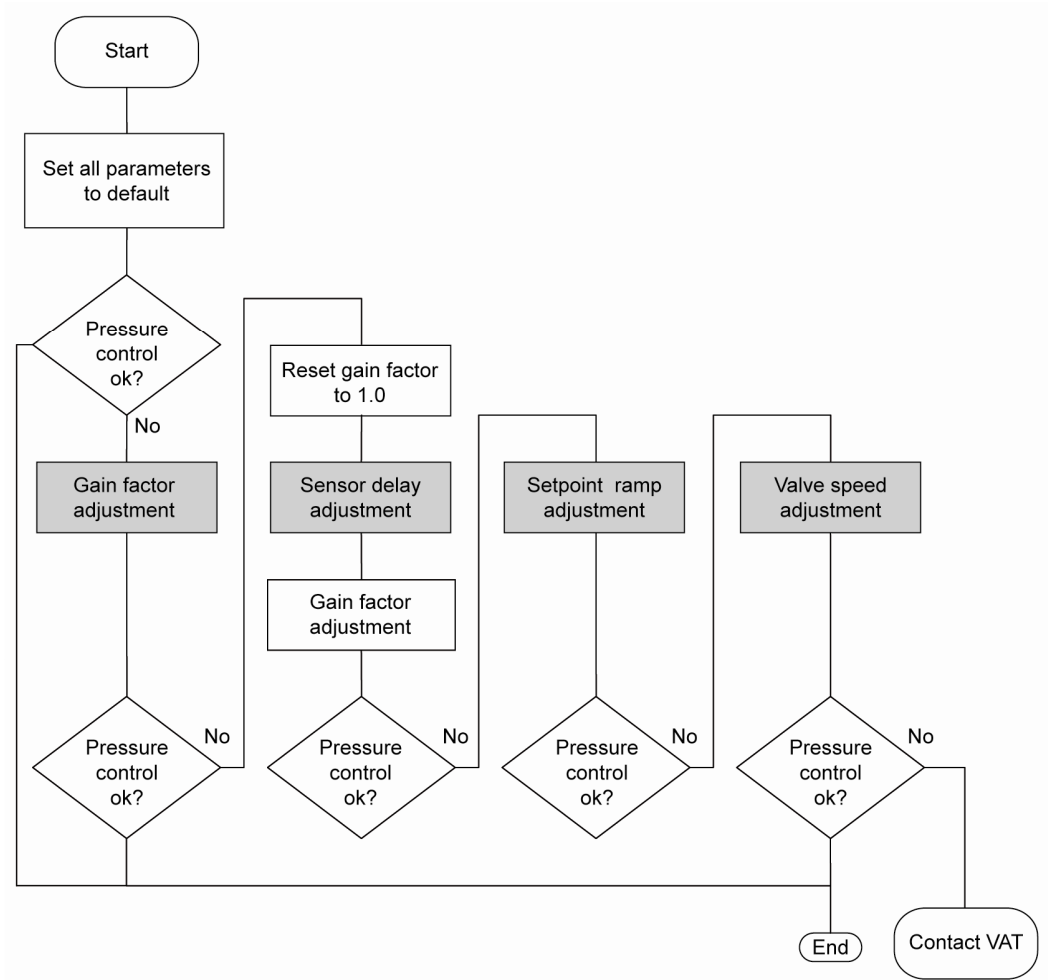 Start
Set all parameters
to default
Pressure
control
ok?
No
Gain factor
adjustment
Pressure
control
ok?
No
Reset gain factor
to 1.0
Sensor delay
adjustment
Gain factor
adjustment
Pressure
control
ok?
No
Setpoint ramp
adjustment
Pressure
control
ok?
No
Valve speed
adjustment
Pressure
control
ok?
No
End
Contact VAT